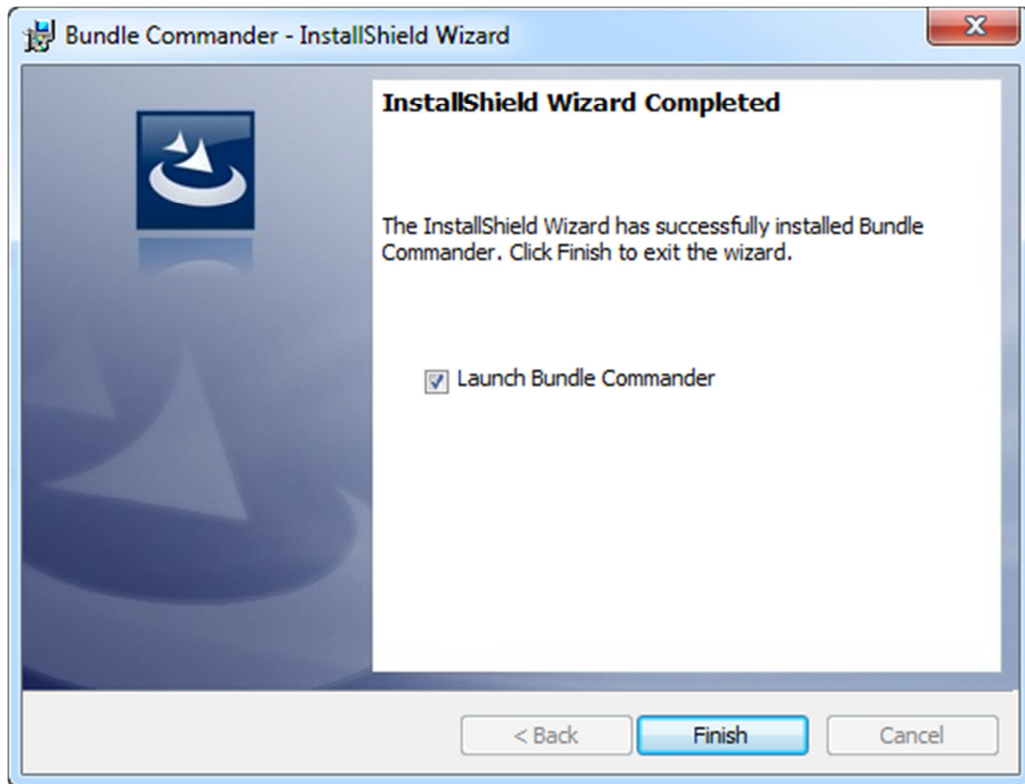 Bundle Commander - InstallShield Wizard
InstallShield Wizard Completed
The InstallShield Wizard has successfully installed Bundle
Commander. Click Finish to exit the wizard.
Launch Bundle Commander
< Back
Finish
Cancel